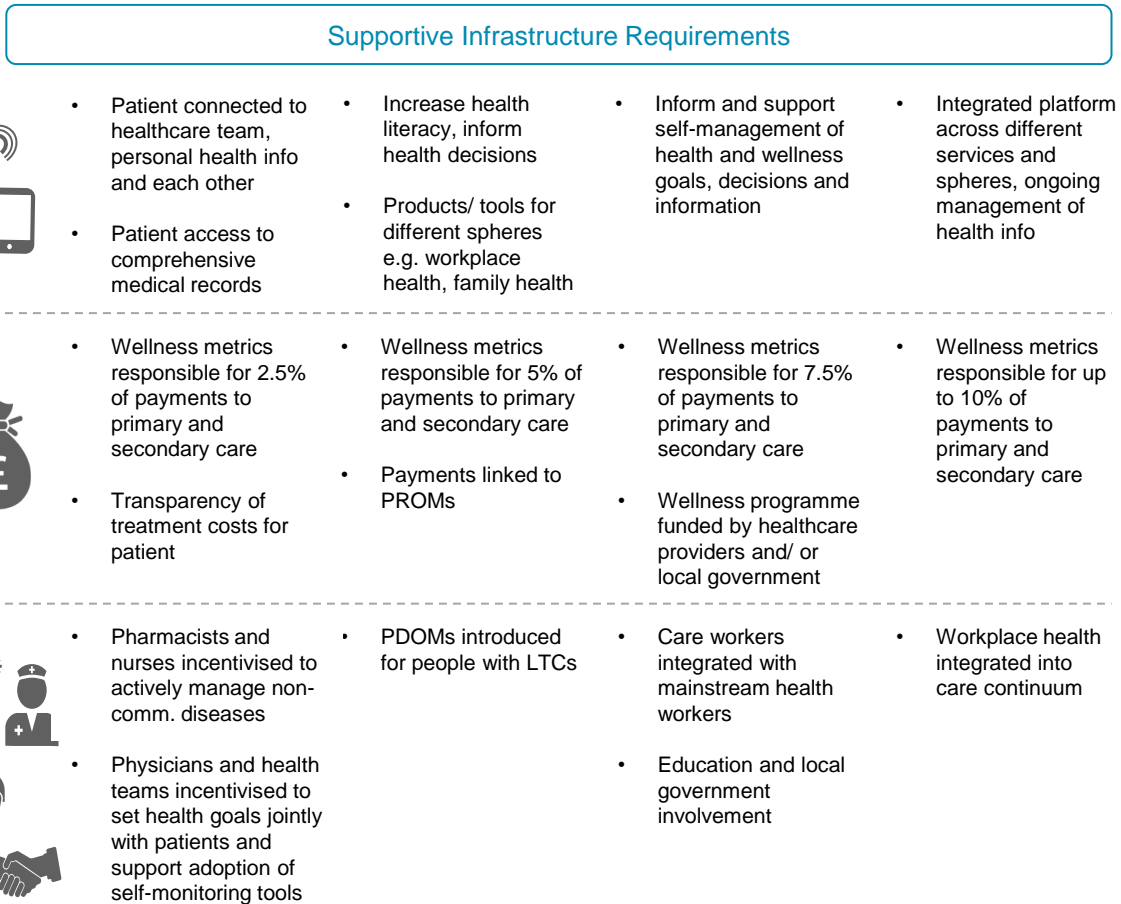 Supportive Infrastructure Requirements
• Patient connected to
healthcare team,
personal health info
and each other
• Patient access to
comprehensive
medical records
• Increase health
literacy, inform
health decisions
• Products/ tools for
different spheres
e.g. workplace
health, family health
• Inform and support
self-management of
health and wellness
goals, decisions and
information
• Integrated platform
across different
services and
spheres, ongoing
management of
health info
£
• Wellness metrics
responsible for 2.5%
of payments to
primary and
secondary care
• Transparency of
treatment costs for
patient
• Wellness metrics
responsible for 5% of
payments to primary
and secondary care
• Payments linked to
PROMs
• Wellness metrics
responsible for 7.5%
of payments to
primary and
secondary care
• Wellness programme
funded by healthcare
providers and/ or
local government
• Wellness metrics
responsible for up
to 10% of
payments to
primary and
secondary care
• Pharmacists and
nurses incentivised to
actively manage non-
comm. diseases
• Physicians and health
teams incentivised to
set health goals jointly
with patients and
support adoption of
self-monitoring tools
• PDOMs introduced
for people with LTCs
• Care workers
integrated with
mainstream health
workers
• Education and local
government
involvement
• Workplace health
integrated into
care continuum